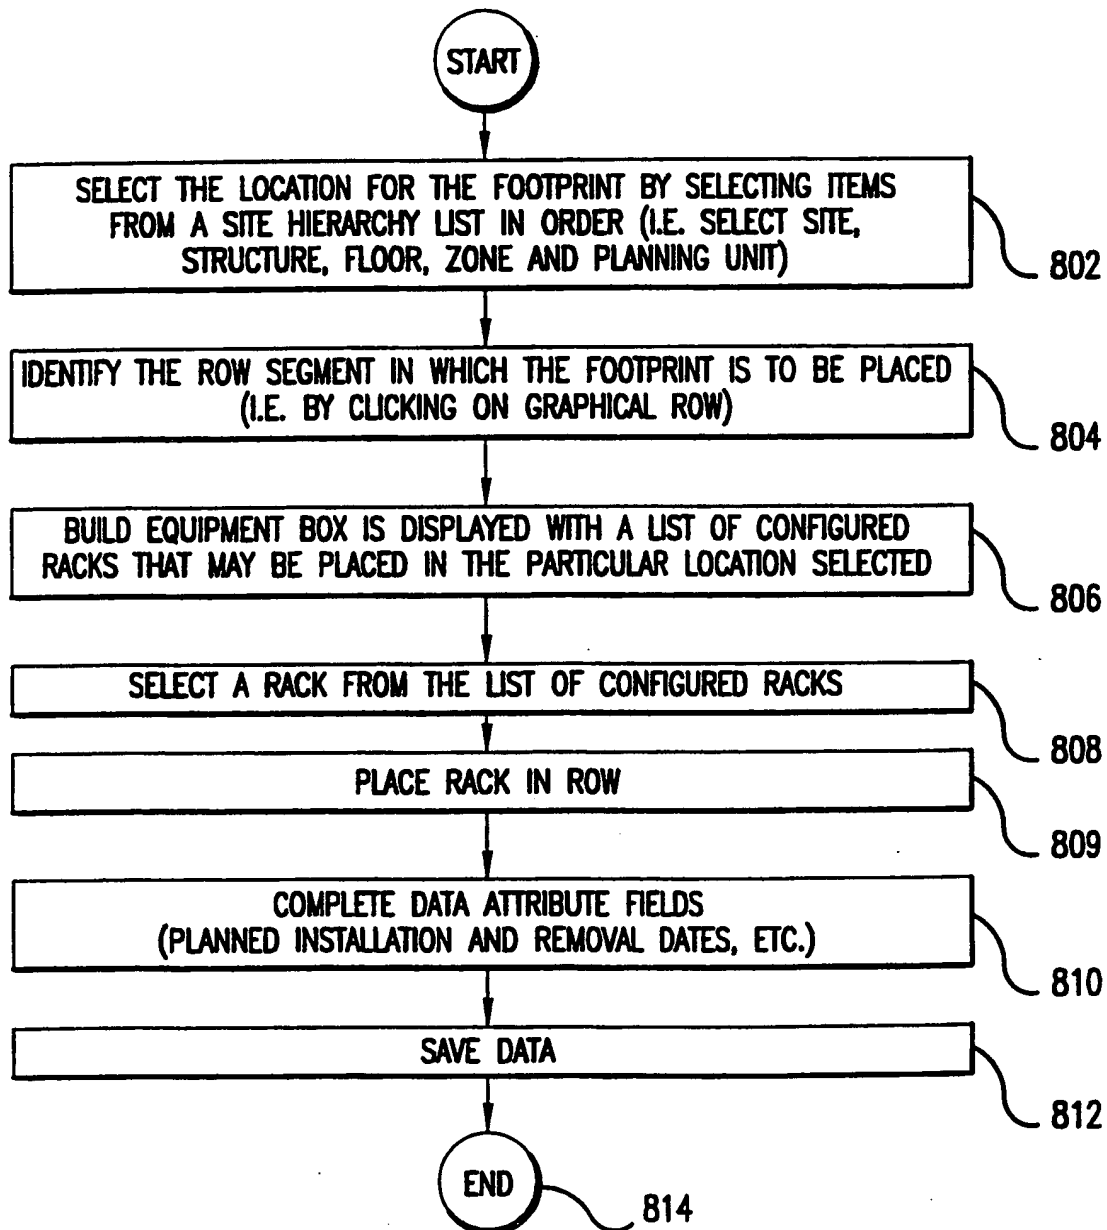 START
SELECT THE LOCATION FOR THE FOOTPRINT BY SELECTING ITEMS
FROM A SITE HIERARCHY LIST IN ORDER (I.E. SELECT SITE,
STRUCTURE, FLOOR, ZONE AND PLANNING UNIT)
802
IDENTIFY THE ROW SEGMENT IN WHICH THE FOOTPRINT IS TO BE PLACED
(I.E. BY CLICKING ON GRAPHICAL ROW)
804
BUILD EQUIPMENT BOX IS DISPLAYED WITH A LIST OF CONFIGURED
RACKS THAT MAY BE PLACED IN THE PARTICULAR LOCATION SELECTED
806
SELECT A RACK FROM THE LIST OF CONFIGURED RACKS
808
PLACE RACK IN ROW
809
COMPLETE DATA ATTRIBUTE FIELDS
(PLANNED INSTALLATION AND REMOVAL DATES, ETC.)
810
SAVE DATA
812
END
814